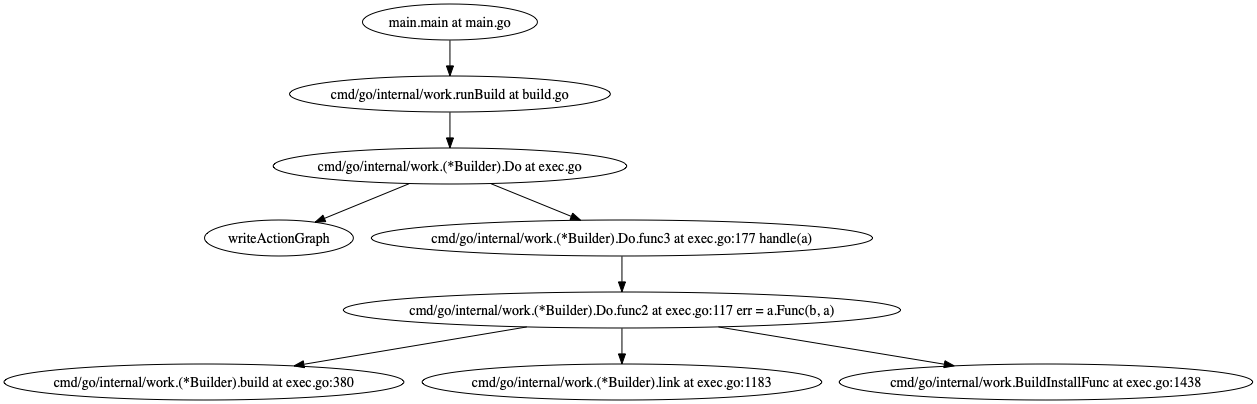 main.main at main.go
cmd/go/internal/work.runBuild at build.go
cmd/go/internal/work.(*Builder).Do at exec.go
writeActionGraph
cmd/go/internal/work.(*Builder).Do.func3 at exec.go:177 handle(a)
cmd/go/internal/work.(*Builder).Do.func2 at exec.go:117 err = a.Func(b, a)
cmd/go/internal/work.(*Builder).build at exec.go:380
cmd/go/internal/work.(*Builder).link at exec.go:1183
cmd/go/internal/work.BuildInstallFunc at exec.go:1438